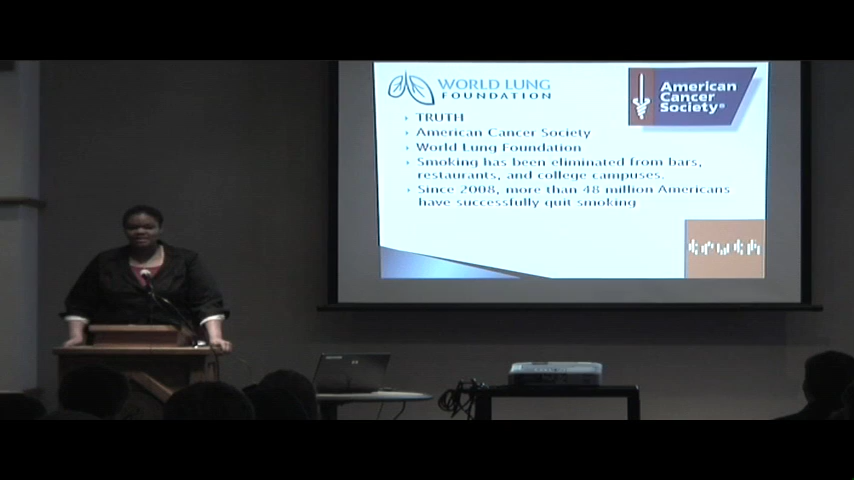 WORLD LUNG
FOUNDATION
American
Cancer
Society®
TRUTH
American Cancer Society
World Lung Foundation
Smoking has been eliminated from bars,
restaurants, and college campuses.
Since 2008, more than 48 million Americans
have successfully quit smoking
truth